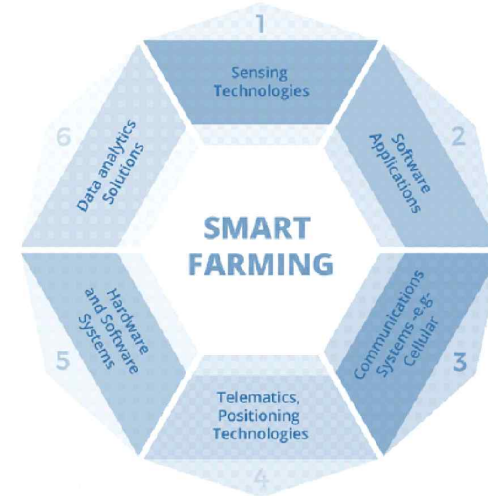 1
Sensing
Technologies
2
Software
Applications
3
Communications
Systems-e-g-
Cellular
4
Telematics,
Positioning
Technologies
5
Hardware
and Software
Systems
6
Data analytics
Solutions
SMART
FARMING